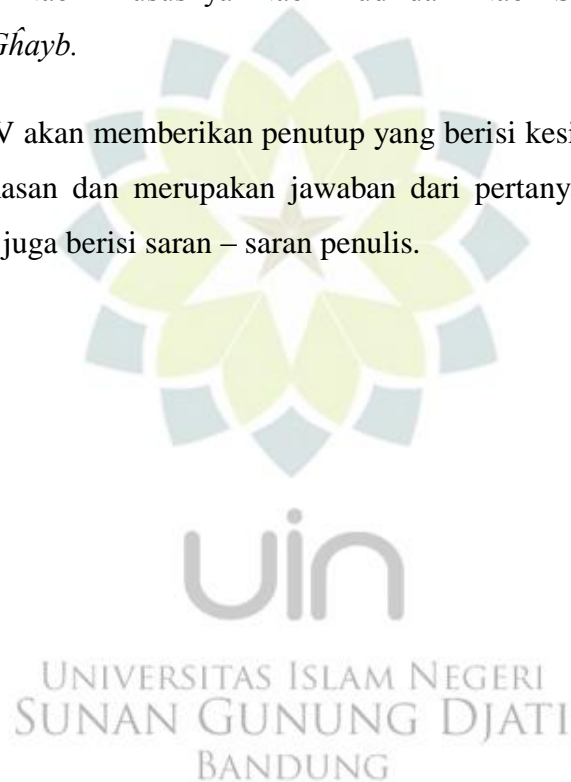 Ghayb.
V akan memberikan penutup yang berisi kesi
asan dan merupakan jawaban dari pertany
juga berisi saran – saran penulis.
uin
UNIVERSITAS ISLAM NEGERI
SUNAN GUNUNG DJATI
BANDUNG